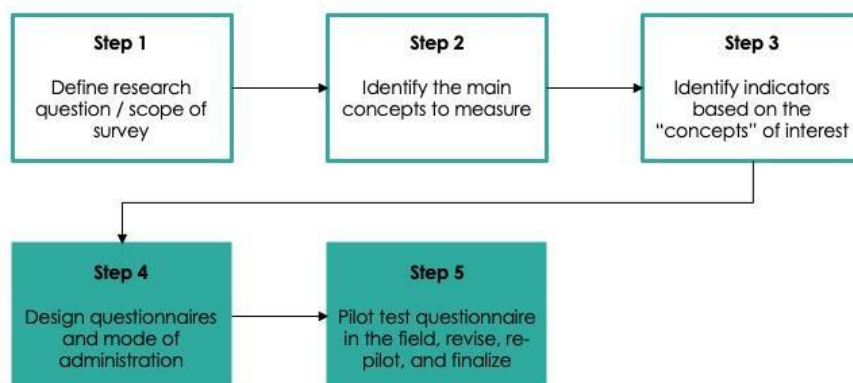 Step 1
Define research
question / scope of
survey
Step 2
Identify the main
concepts to measure
Step 3
Identify indicators
based on the
“concepts” of interest
Step 4
Design questionnaires
and mode of
administration
Step 5
Pilot test questionnaire
in the field, revise, re-
pilot, and finalize